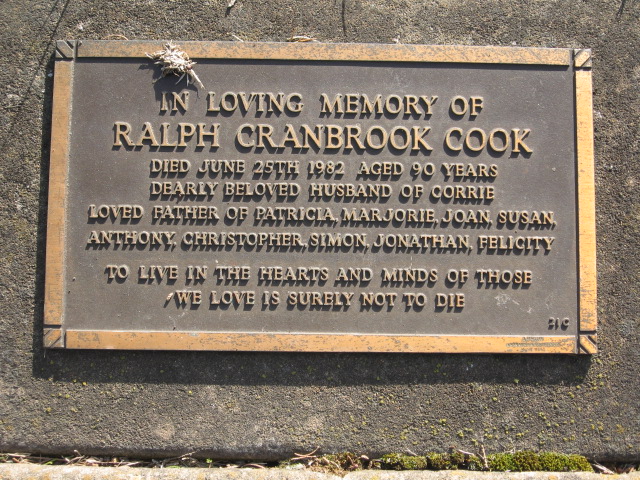 IN LOVING MEMORY OF
RALPH CRANBROOK COOK
DIED JUNE 25TH 1982 AGED 90 YEARS
DEARLY BELOVED HUSBAND OF CORRIE
LOVED FATHER OF PATRICIA, MARJORIE, JOAN, SUSAN,
ANTHONY, CHRISTOPHER, SIMON, JONATHAN, FELICITY
TO LIVE IN THE HEARTS AND MINDS OF THOSE
WE LOVE IS SURELY NOT TO DIE